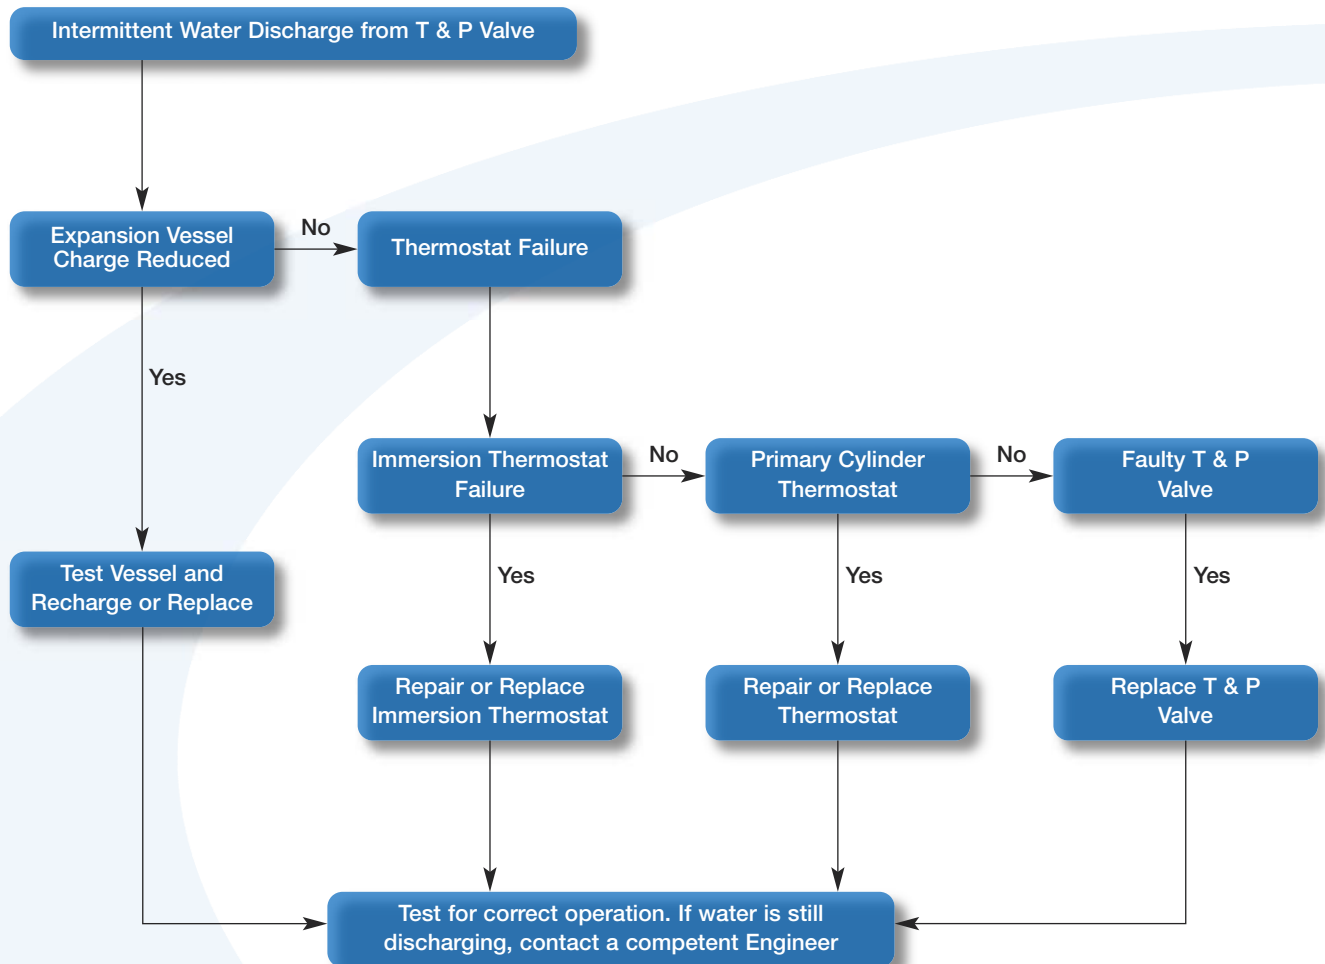 Intermittent Water Discharge from T & P Valve
Expansion Vessel
Charge Reduced
No
Thermostat Failure
Yes
Immersion Thermostat
Failure
No
Primary Cylinder
Thermostat
No
Faulty T & P
Valve
Test Vessel and
Recharge or Replace
Yes
Yes
Yes
Repair or Replace
Immersion Thermostat
Repair or Replace
Thermostat
Replace T & P
Valve
Test for correct operation. If water is still
discharging, contact a competent Engineer